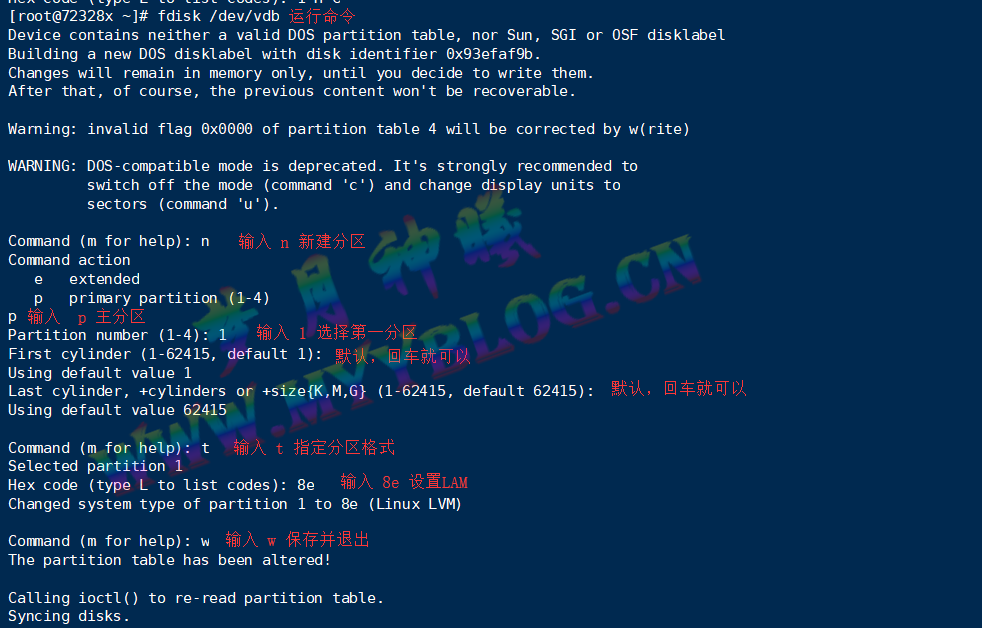 Hex code (type L to list codes):
[root@72328x ~]# fdisk /dev/vdb 运行命令
Device contains neither a valid DOS partition table, nor Sun, SGI or OSF disklabel
Building a new DOS disklabel with disk identifier 0x93efaf9b.
Changes will remain in memory only, until you decide to write them.
After that, of course, the previous content won't be recoverable.
Warning: invalid flag 0x0000 of partition table 4 will be corrected by w(rite)
WARNING: DOS-compatible mode is deprecated. It's strongly recommended to
switch off the mode (command 'c') and change display units to
sectors (command 'u').
Command (m for help): n 输入 n 新建分区
Command action
e extended
p primary partition (1-4)
p 输入 p 主分区
Partition number (1-4): 1 输入 1 选择第一分区
First cylinder (1-62415, default 1): 默认，回车就可以
Using default value 1
Last cylinder, +cylinders or +size{K,M,G} (1-62415, default 62415): 默认，回车就可以
Using default value 62415
Command (m for help): t 输入 t 指定分区格式
Selected partition 1
Hex code (type L to list codes): 8e 输入 8e 设置LAM
Changed system type of partition 1 to 8e (Linux LVM)
Command (m for help): w 输入 w 保存并退出
The partition table has been altered!
Calling ioctl() to re-read partition table.
Syncing disks.
WWW.MYYBLOG.CN